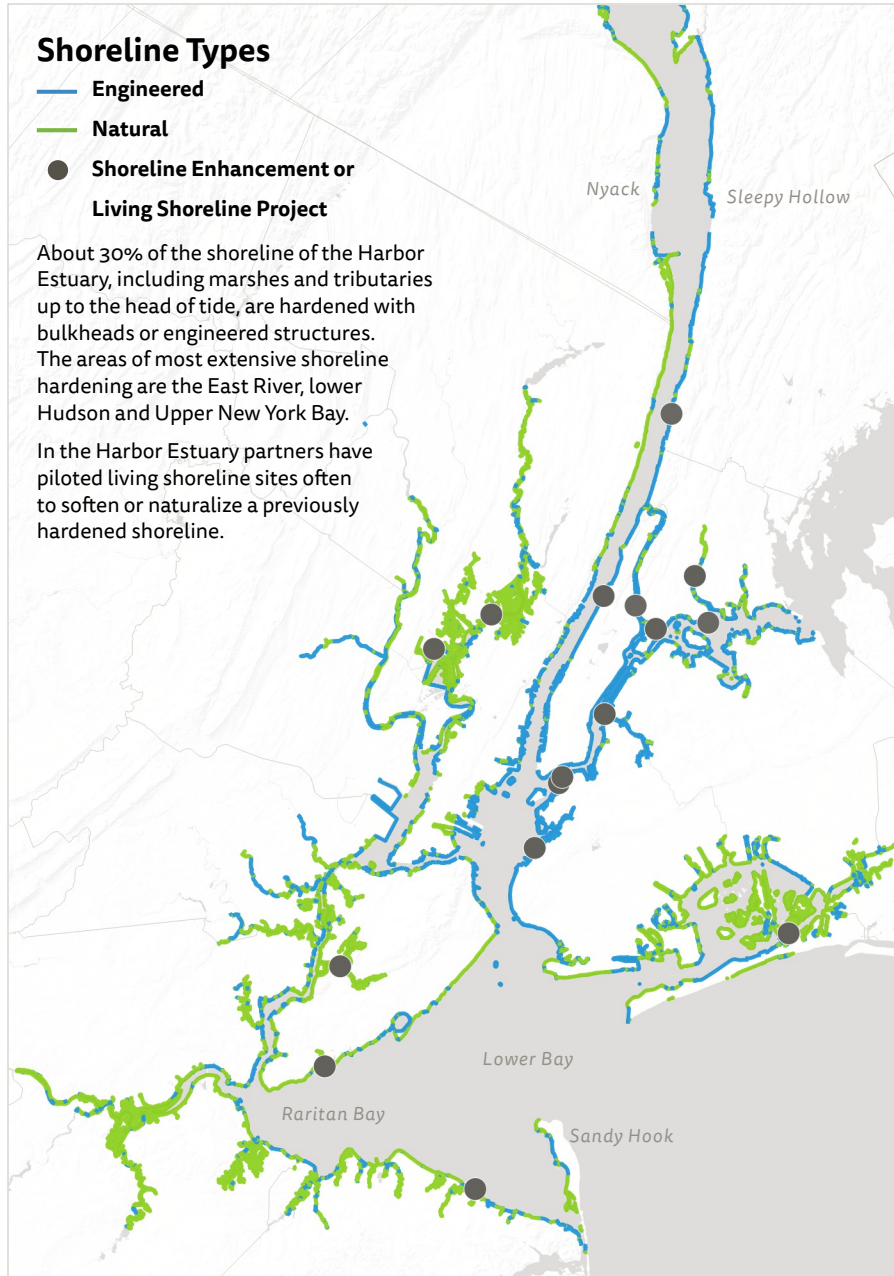 Shoreline Types
Engineered
Natural
Shoreline Enhancement or
Living Shoreline Project
About 30% of the shoreline of the Harbor
Estuary, including marshes and tributaries
up to the head of tide, are hardened with
bulkheads or engineered structures.
The areas of most extensive shoreline
hardening are the East River, lower
Hudson and Upper New York Bay.
In the Harbor Estuary partners have
piloted living shoreline sites often
to soften or naturalize a previously
hardened shoreline.
Nyack
Sleepy Hollow
Lower Bay
Raritan Bay
Sandy Hook